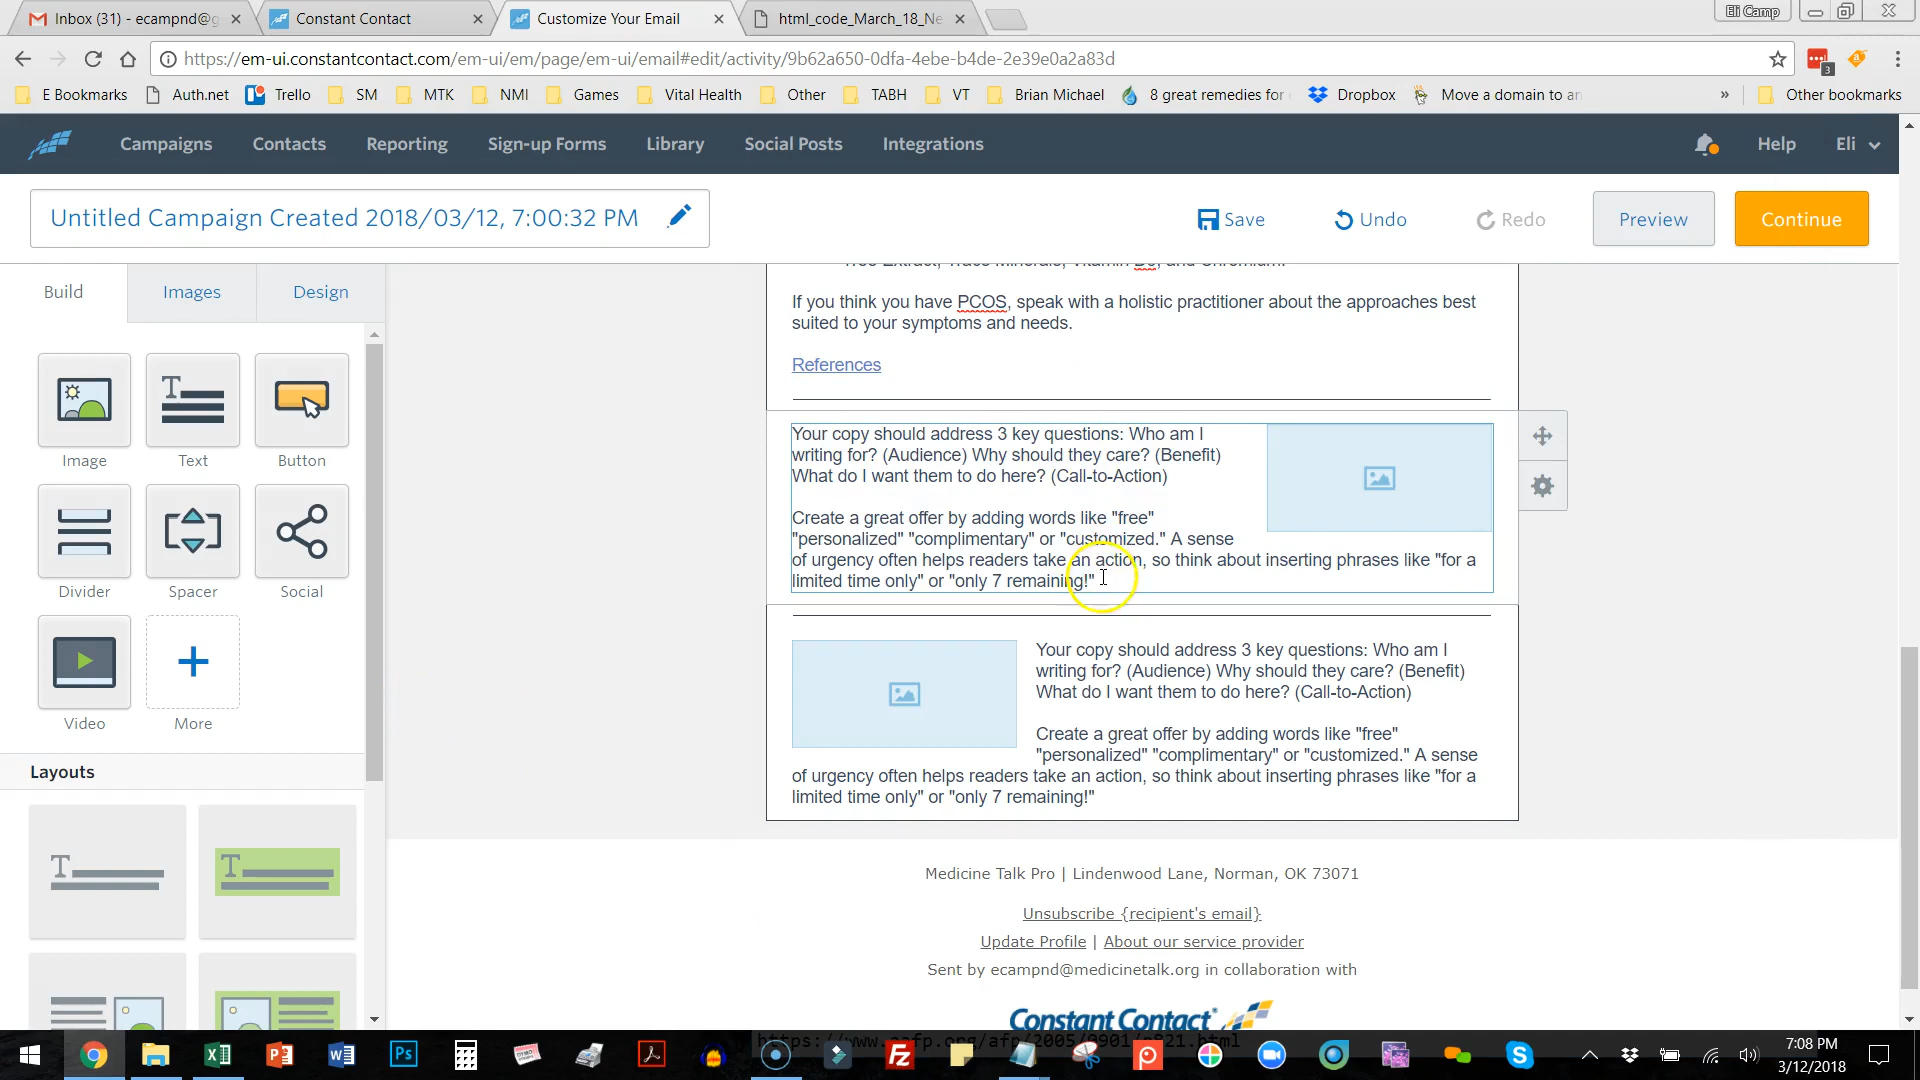 Inbox (31) - ecampnd@g
Constant Contact
Customize Your Email
html_code_March_18_Ne
Eli Camp
https://em-ui.constantcontact.com/em-ui/em/page/em-ui/email#edit/activity/9b62a650-0dfa-4ebe-b4de-2e39e0a2a83d
3
E Bookmarks
Auth.net
Trello
SM
MTK
NMI
Games
Vital Health
Other
TABH
VT
Brian Michael
8 great remedies for
Dropbox
Move a domain to an
»
Other bookmarks
Campaigns
Contacts
Reporting
Sign-up Forms
Library
Social Posts
Integrations
Help
Eli
Untitled Campaign Created 2018/03/12, 7:00:32 PM
Save
Undo
Redo
Preview
Continue
Build
Images
Design
Image
Text
Button
Divider
Spacer
Social
Video
More
Layouts
Tree Extract, Trace Minerals, Vitamin D3, and Chromium.
If you think you have PCOS, speak with a holistic practitioner about the approaches best
suited to your symptoms and needs.
References
Your copy should address 3 key questions: Who am I
writing for? (Audience) Why should they care? (Benefit)
What do I want them to do here? (Call-to-Action)
Create a great offer by adding words like "free"
"personalized" "complimentary" or "customized." A sense
of urgency often helps readers take an action, so think about inserting phrases like "for a
limited time only" or "only 7 remaining!"
Your copy should address 3 key questions: Who am I
writing for? (Audience) Why should they care? (Benefit)
What do I want them to do here? (Call-to-Action)
Create a great offer by adding words like "free"
"personalized" "complimentary" or "customized." A sense
of urgency often helps readers take an action, so think about inserting phrases like "for a
limited time only" or "only 7 remaining!"
Medicine Talk Pro | Lindenwood Lane, Norman, OK 73071
Unsubscribe {recipient's email}
Update Profile | About our service provider
Sent by ecampnd@medicinetalk.org in collaboration with
Constant Contact
7:08 PM
3/12/2018